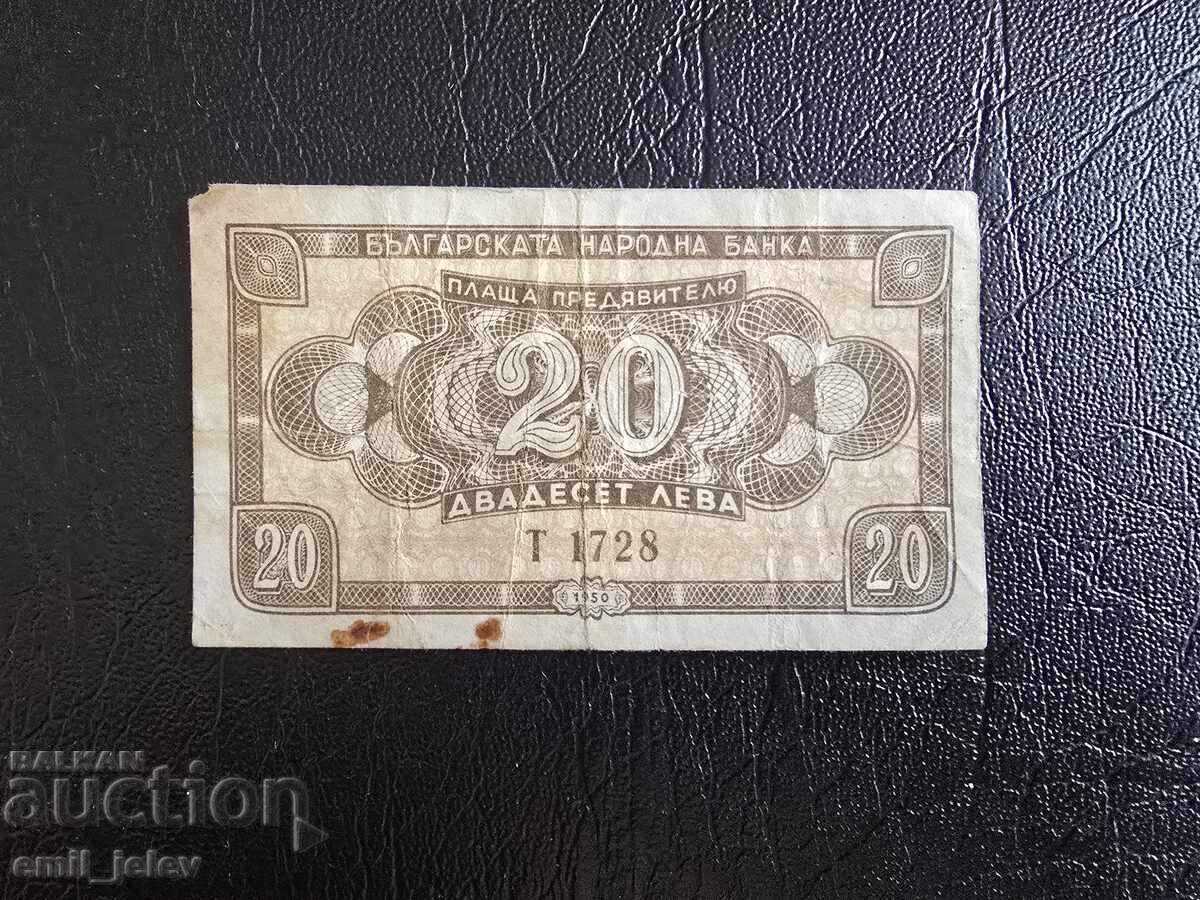 БЪЛГАРСКАТА НАРОДНА БАНКА
ПЛАЩА ПРЕДЯВИТЕЛЮ
20
ДВАДЕСЕТ ЛЕВА
Т 1728
20 20
1950
BALKAN
auction
emil_jelev